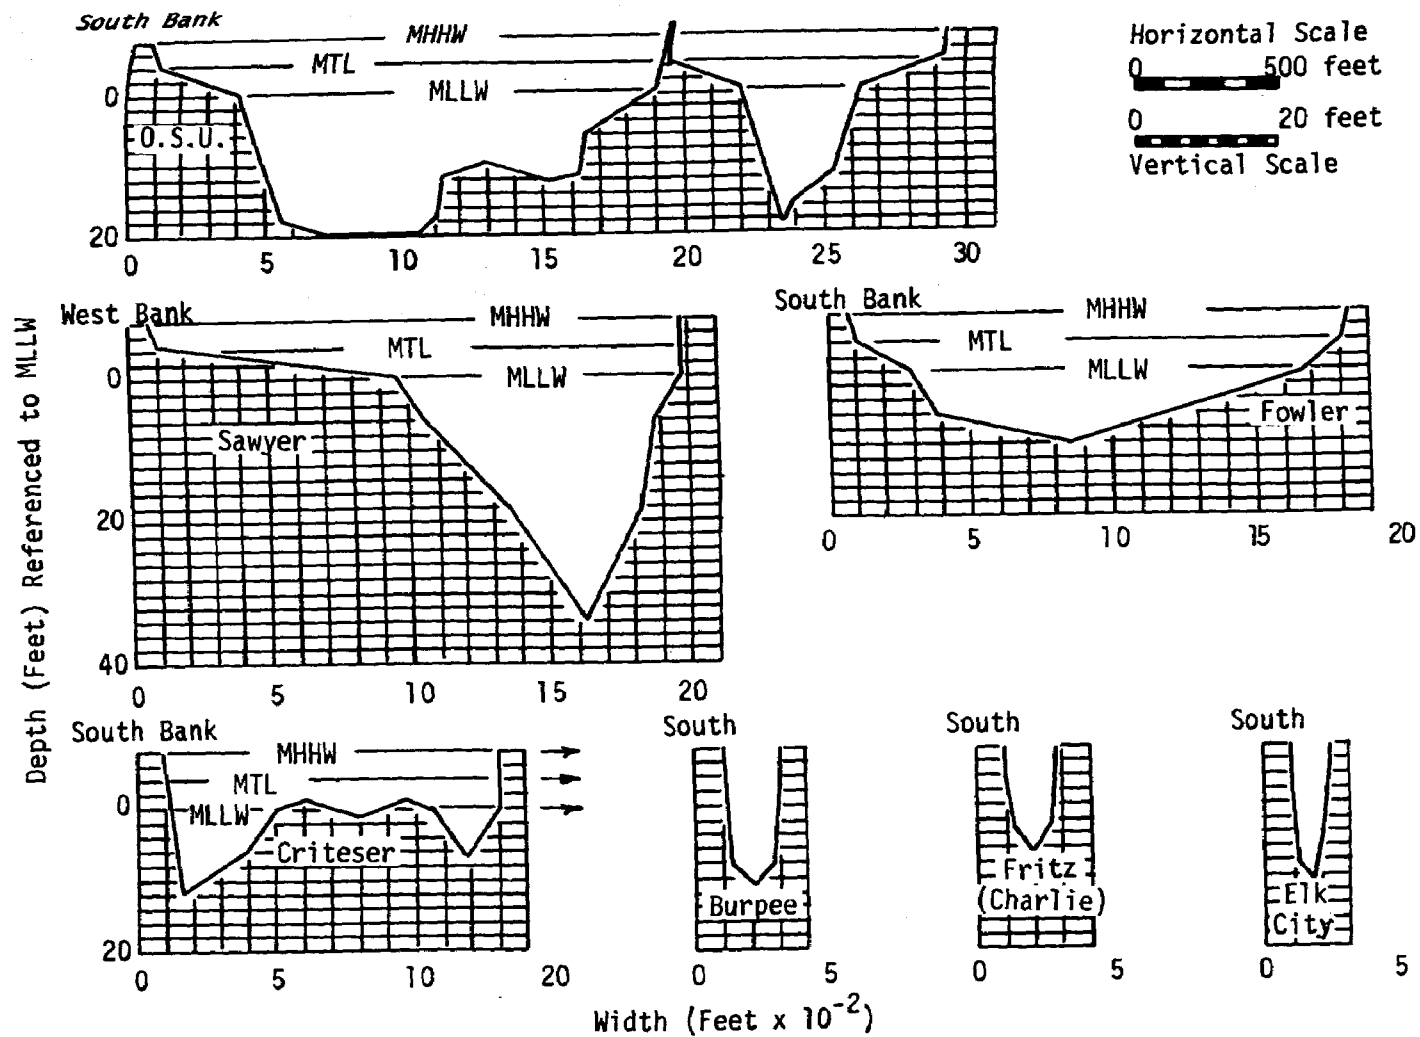 South Bank
MHHW
MTL
MLLW
0
O.S.U.
20
0 5 10 15 20 25 30
Horizontal Scale
0 500 feet
0 20 feet
Vertical Scale
Depth (Feet) Referenced to MLLW
West Bank
MHHW
MTL
MLLW
0
Sawyer
20
40
0 5 10 15 20
South Bank
MHHW
MTL
MLLW
Fowler
0 5 10 15 20
South Bank
MHHW
MTL
0
MLLW
Criteser
20
0 5 10 20
South
Burpee
0 5
South
Fritz
(Charlie)
0 5
South
Elk
City
0 5
Width (Feet x 10-2)